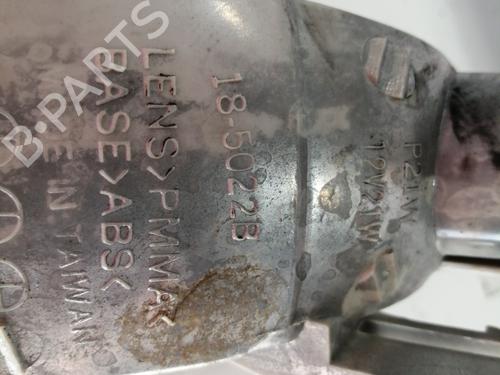 18-5022B
LENS>PMMA<
BASE>ABS<
IN TAIWAN
P21W
12V21W
B-PARTS